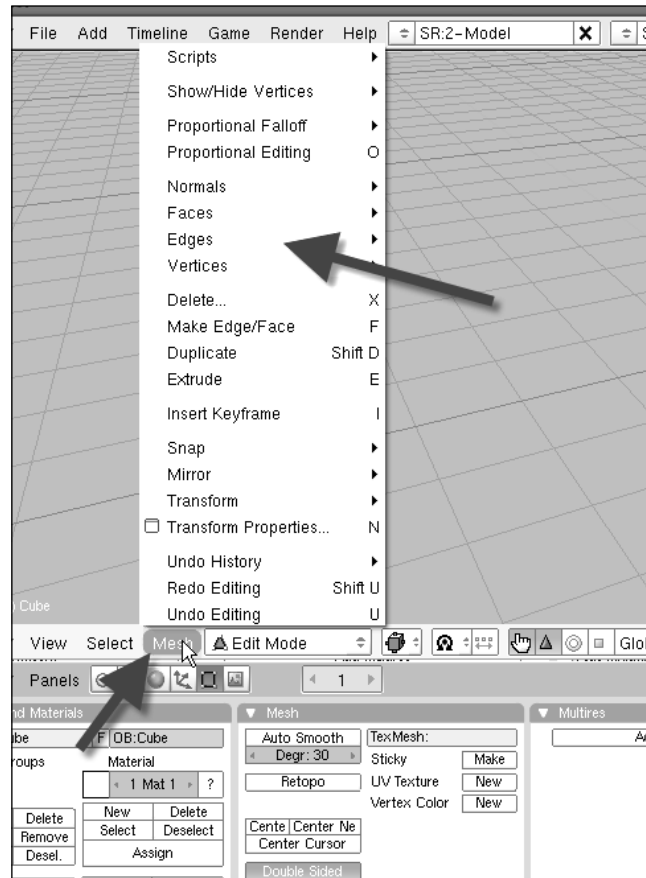 File Add Timeline Game Render Help SR:2-Model X
Scripts
Show/Hide Vertices
Proportional Falloff
Proportional Editing O
Normals
Faces
Edges
Vertices
Delete... X
Make Edge/Face F
Duplicate Shift D
Extrude E
Insert Keyframe I
Snap
Mirror
Transform
Transform Properties... N
Undo History
Redo Editing Shift U
Undo Editing U
) Cube
View Select Mesh Edit Mode Glo
Panels 1
nd Materials Mesh Multires
ube F OB:Cube Auto Smooth TexMesh:
roups Material Degr: 30 Sticky Make
1 Mat 1 ? Retopo UV Texture New
Vertex Color New
Delete New Delete
Remove Select Deselect Cente Center Ne
Desel. Assign Center Cursor
Double Sided